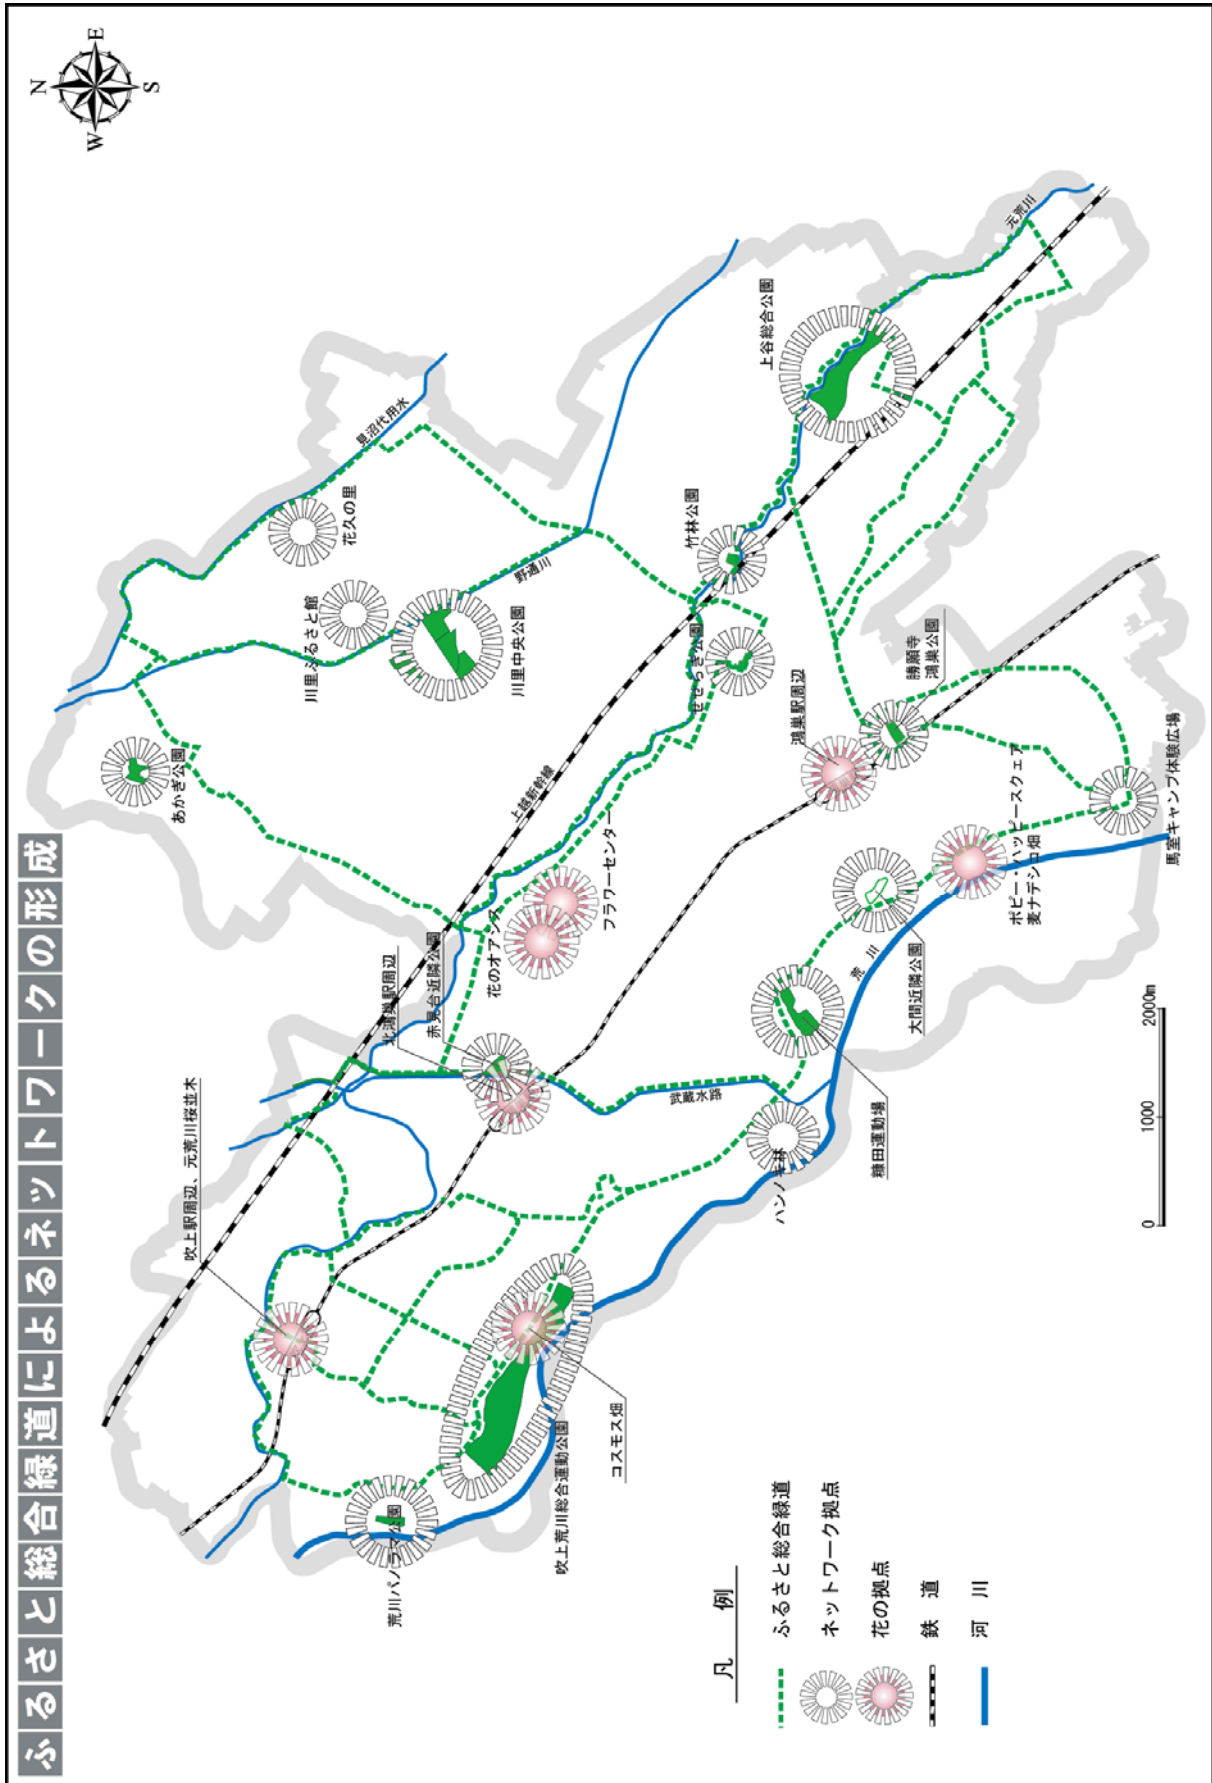 ふるさと総合緑道によるネットワークの形成
N
E
S
W
見沼代用水
花久の里
川里ふるさと館
川里中央公園
野通川
あかぎ公園
上越新幹線
元荒川
上谷総合公園
竹林公園
せせらぎ公園
鴻巣駅周辺
勝願寺
鴻巣公園
フラワーセンター
花のオアシス
赤見台近隣公園
北鴻巣駅周辺
吹上駅周辺、元荒川桜並木
武蔵水路
荒川
ポピー・ハッピースクェア
麦ナデシコ畑
馬室キャンプ体験広場
大間近隣公園
糠田運動場
ハンノキ林
コスモス畑
吹上荒川総合運動公園
荒川パノラマ公園
0 1000 2000m
凡 例
ふるさと総合緑道
ネットワーク拠点
花の拠点
鉄 道
河 川